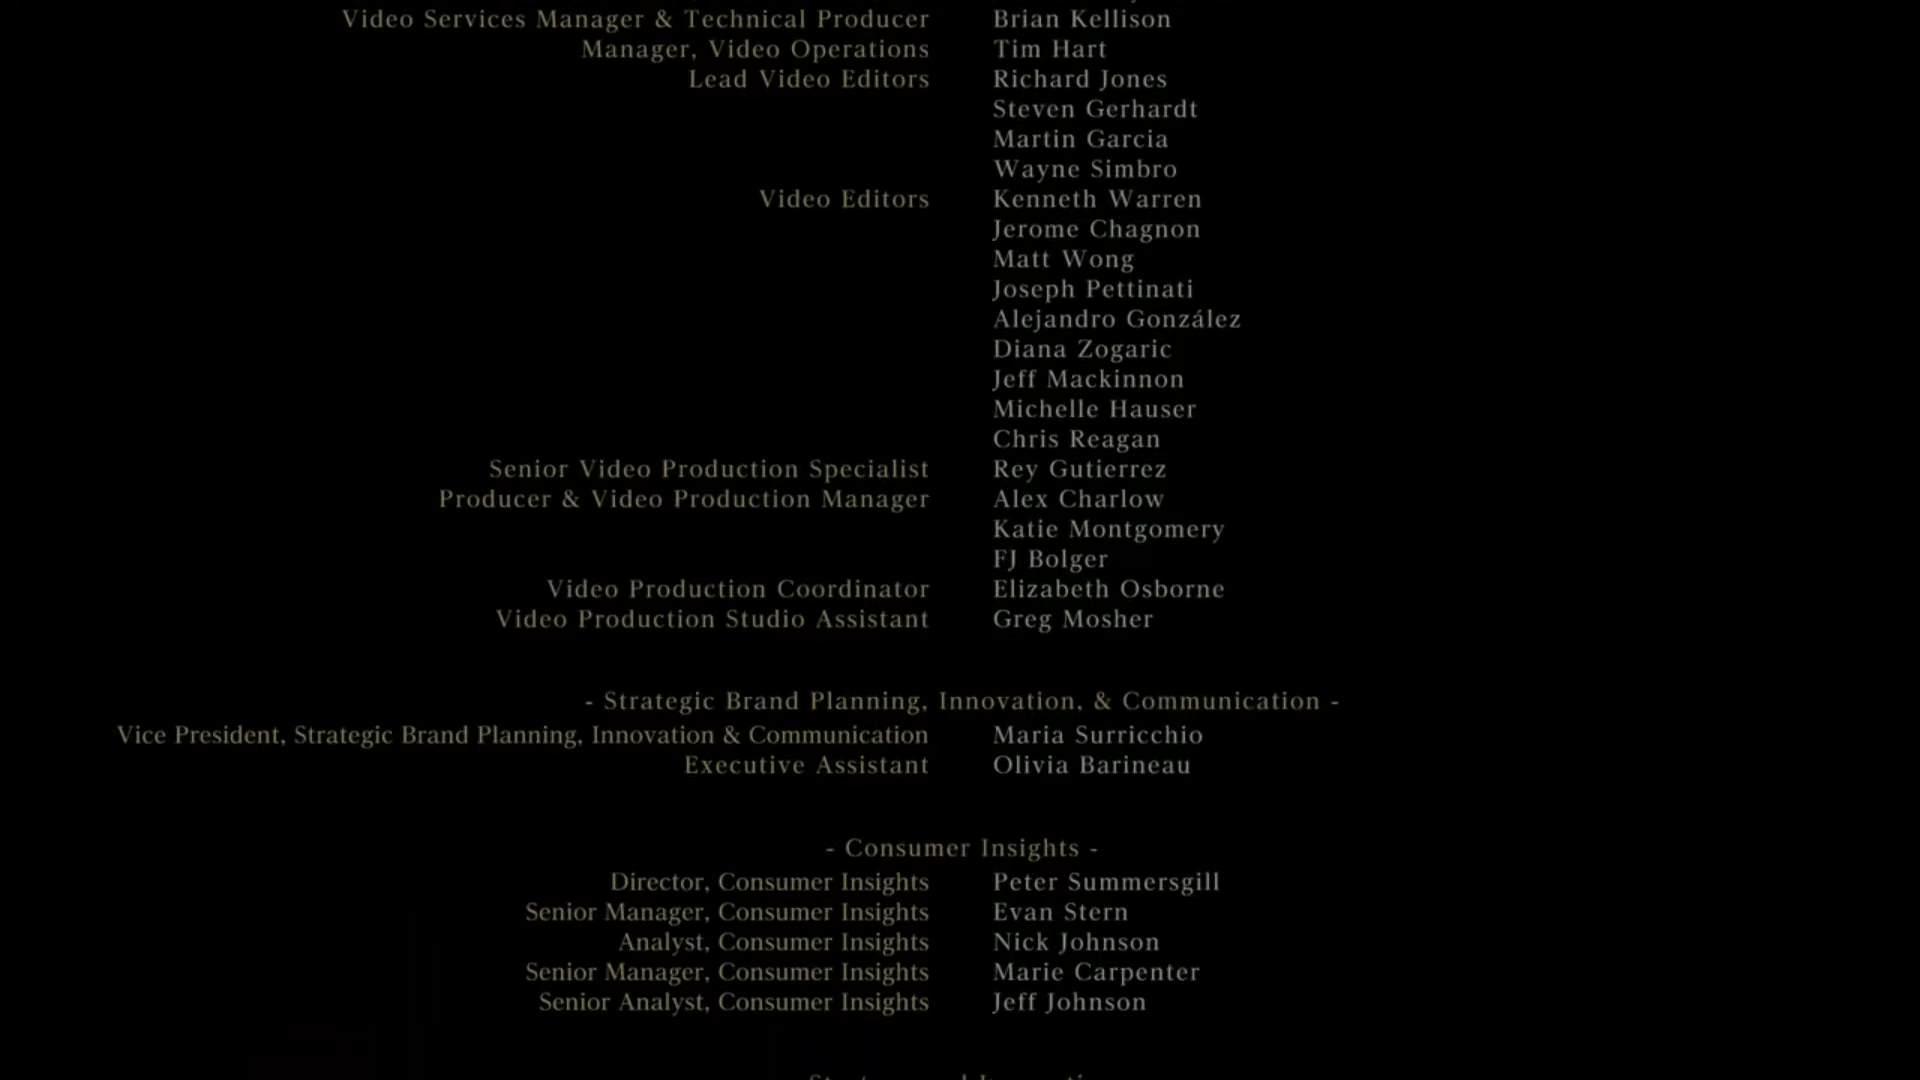 Video Services Manager & Technical Producer Brian Kellison
Manager, Video Operations Tim Hart
Lead Video Editors Richard Jones
Steven Gerhardt
Martin Garcia
Wayne Simbro
Video Editors Kenneth Warren
Jerome Chagnon
Matt Wong
Joseph Pettinati
Alejandro González
Diana Zogaric
Jeff Mackinnon
Michelle Hauser
Chris Reagan
Senior Video Production Specialist Rey Gutierrez
Producer & Video Production Manager Alex Charlow
Katie Montgomery
FJ Bolger
Video Production Coordinator Elizabeth Osborne
Video Production Studio Assistant Greg Mosher
- Strategic Brand Planning, Innovation, & Communication -
Vice President, Strategic Brand Planning, Innovation & Communication Maria Surricchio
Executive Assistant Olivia Barineau
- Consumer Insights -
Director, Consumer Insights Peter Summersgill
Senior Manager, Consumer Insights Evan Stern
Analyst, Consumer Insights Nick Johnson
Senior Manager, Consumer Insights Marie Carpenter
Senior Analyst, Consumer Insights Jeff Johnson